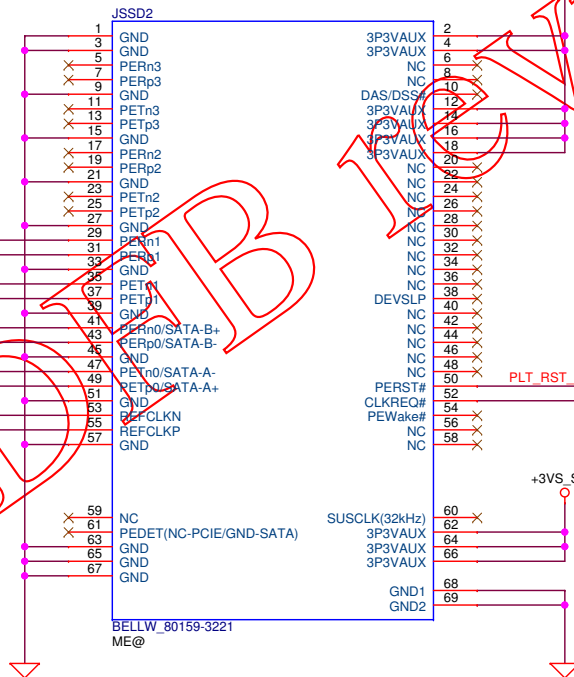 JSSD2
1 GND 3P3VAUX 2
3 GND 3P3VAUX 4
5 PERn3 NC 6
7 PERp3 NC 8
9 GND DAS/DSS# 10
11 PETn3 3P3VAUX 12
13 PETp3 3P3VAUX 14
15 GND 3P3VAUX 16
17 PERn2 3P3VAUX 18
19 PERp2 NC 20
21 GND NC 22
23 PETn2 NC 24
25 PETp2 NC 26
27 GND NC 28
29 PERn1 NC 30
31 PERp1 NC 32
33 GND NC 34
35 PETn1 NC 36
37 PETp1 DEVSLP 38
39 GND NC 40
41 PERn0/SATA-B+ NC 42
43 PERp0/SATA-B- NC 44
45 GND NC 46
47 PETn0/SATA-A- NC 48
49 PETp0/SATA-A+ PERST# 50 PLT_RST_
51 GND CLKREQ# 52
53 REFCLKN PEWake# 54
55 REFCLKP NC 56
57 GND NC 58
+3VS_S
59 NC SUSCLK(32kHz) 60
61 PEDET(NC-PCIE/GND-SATA) 3P3VAUX 62
63 GND 3P3VAUX 64
65 GND 3P3VAUX 66
67 GND
GND1 68
GND2 69
BELLW_80159-3221
ME@